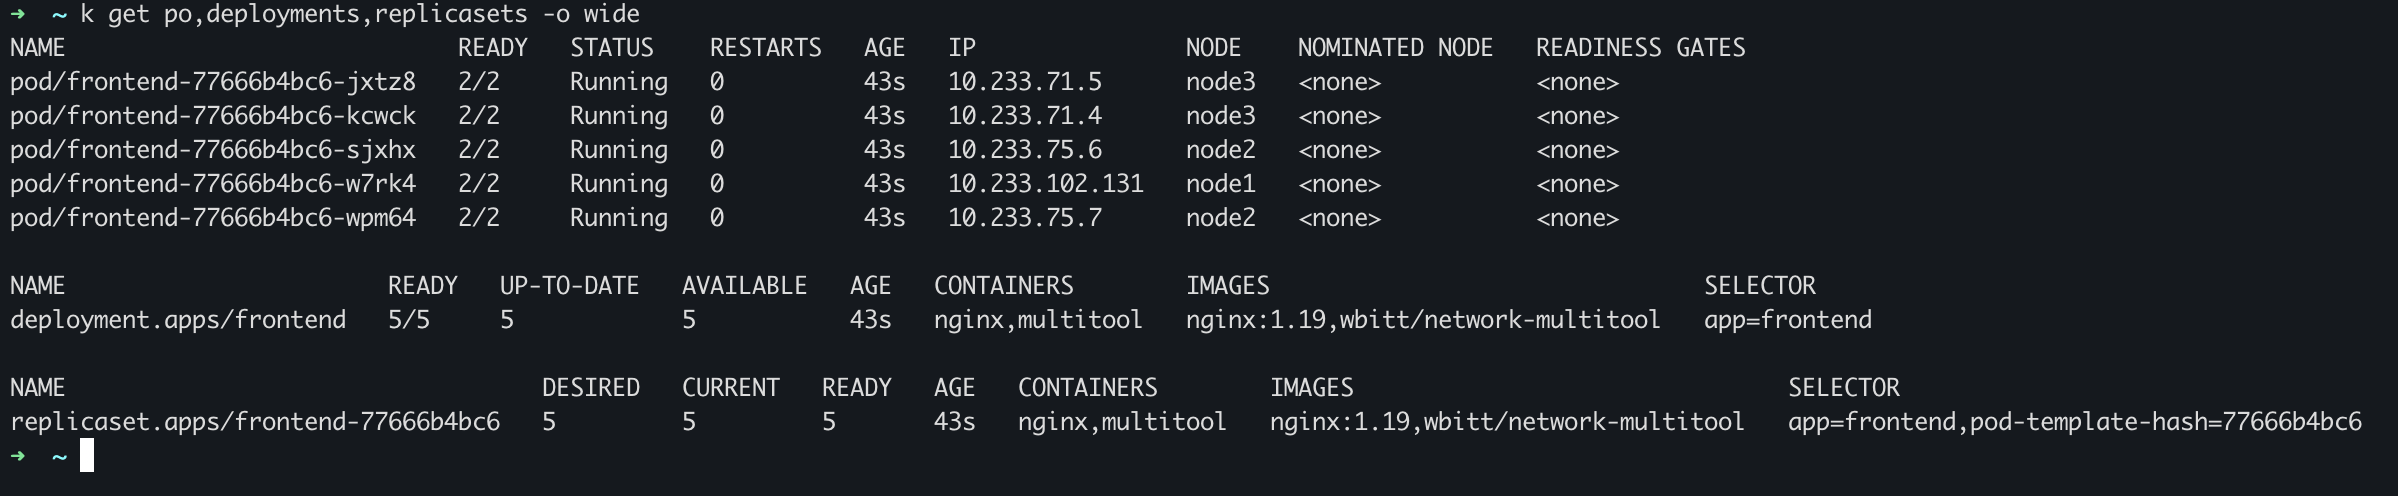 ➜  ~ k get po,deployments,replicasets -o wide
NAME                            READY   STATUS    RESTARTS   AGE   IP               NODE    NOMINATED NODE   READINESS GATES
pod/frontend-77666b4bc6-jxtz8   2/2     Running   0          43s   10.233.71.5      node3   <none>           <none>
pod/frontend-77666b4bc6-kcwck   2/2     Running   0          43s   10.233.71.4      node3   <none>           <none>
pod/frontend-77666b4bc6-sjxhx   2/2     Running   0          43s   10.233.75.6      node2   <none>           <none>
pod/frontend-77666b4bc6-w7rk4   2/2     Running   0          43s   10.233.102.131   node1   <none>           <none>
pod/frontend-77666b4bc6-wpm64   2/2     Running   0          43s   10.233.75.7      node2   <none>           <none>

NAME                       READY   UP-TO-DATE   AVAILABLE   AGE   CONTAINERS        IMAGES                               SELECTOR
deployment.apps/frontend   5/5     5            5           43s   nginx,multitool   nginx:1.19,wbitt/network-multitool   app=frontend

NAME                                  DESIRED   CURRENT   READY   AGE   CONTAINERS        IMAGES                               SELECTOR
replicaset.apps/frontend-77666b4bc6   5         5         5       43s   nginx,multitool   nginx:1.19,wbitt/network-multitool   app=frontend,pod-template-hash=77666b4bc6
➜  ~